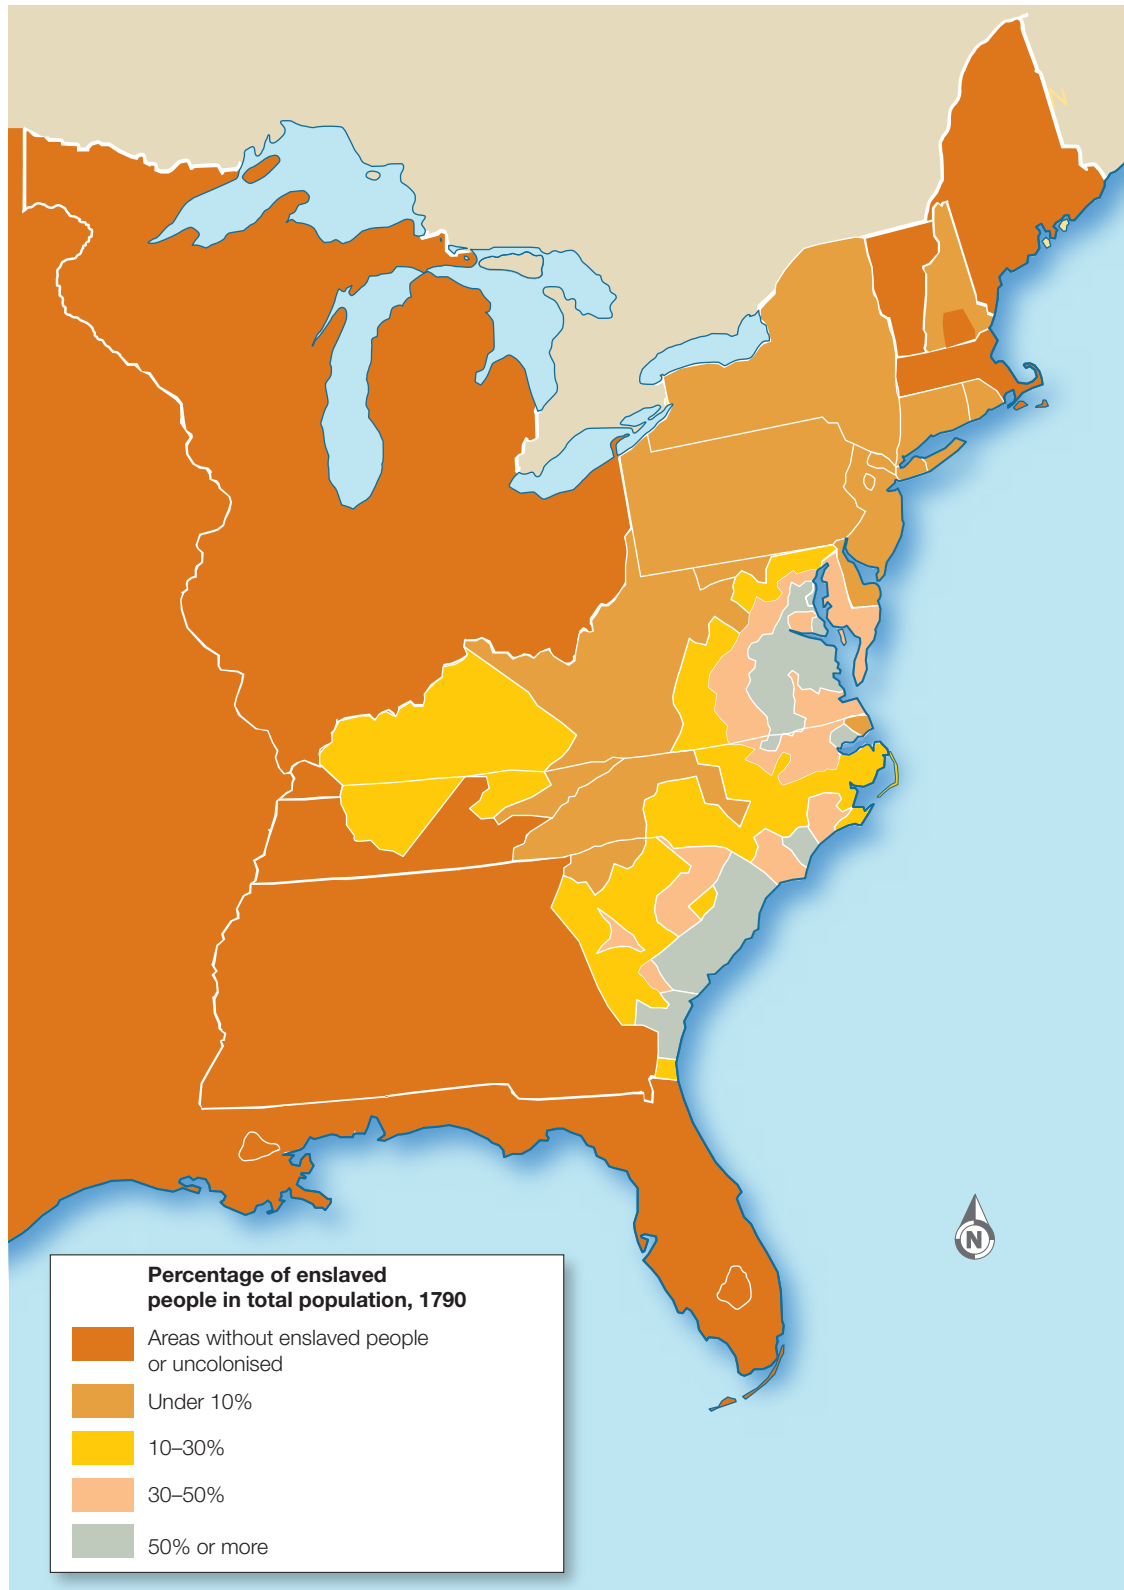 Z
N
Percentage of enslaved
people in total population, 1790
Areas without enslaved people
or uncolonised
Under 10%
10–30%
30–50%
50% or more